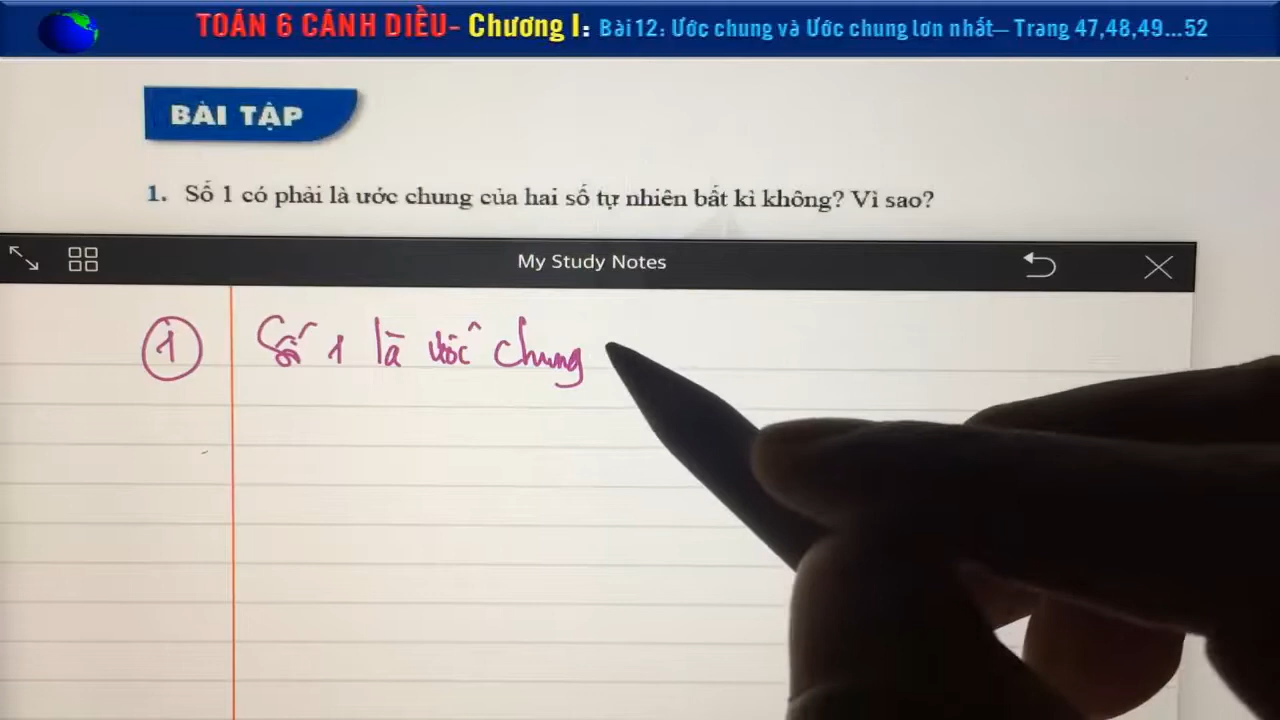 TOÁN 6 CÁNH DIỀU- Chương I: Bài 12: Ước chung và Ước chung lơn nhất– Trang 47,48,49...52
BÀI TẬP
1. Số 1 có phải là ước chung của hai số tự nhiên bất kì không? Vì sao?
My Study Notes
1 Số 1 là ước chung